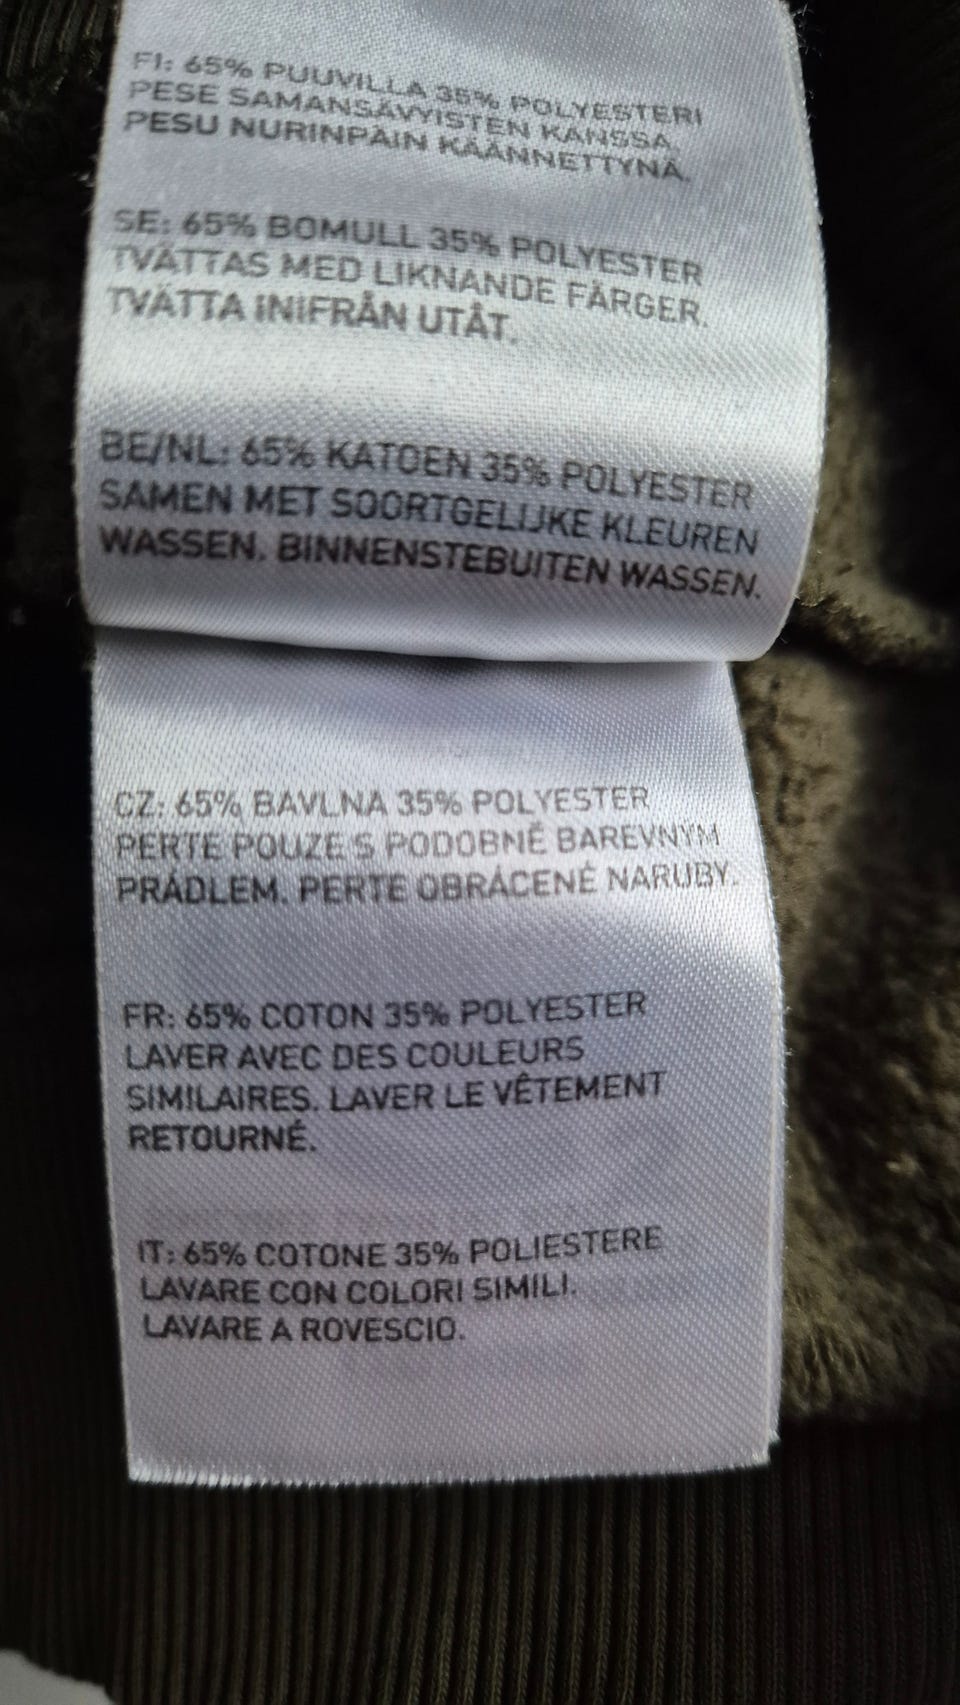 FI: 65% PUUVILLA 35% POLYESTERI
PESE SAMANSÄVYISTEN KANSSA.
PESU NURINPÄIN KÄÄNNETTYNÄ.
SE: 65% BOMULL 35% POLYESTER
TVÄTTAS MED LIKNANDE FÄRGER.
TVÄTTA INIFRÅN UTÅT.
BE/NL: 65% KATOEN 35% POLYESTER
SAMEN MET SOORTGELIJKE KLEUREN
WASSEN. BINNENSTEBUITEN WASSEN.
CZ: 65% BAVLNA 35% POLYESTER
PERTE POUZE S PODOBNĚ BAREVNÝM
PRÁDLEM. PERTE OBRÁCENÉ NARUBY.
FR: 65% COTON 35% POLYESTER
LAVER AVEC DES COULEURS
SIMILAIRES. LAVER LE VÊTEMENT
RETOURNÉ.
IT: 65% COTONE 35% POLIESTERE
LAVARE CON COLORI SIMILI.
LAVARE A ROVESCIO.